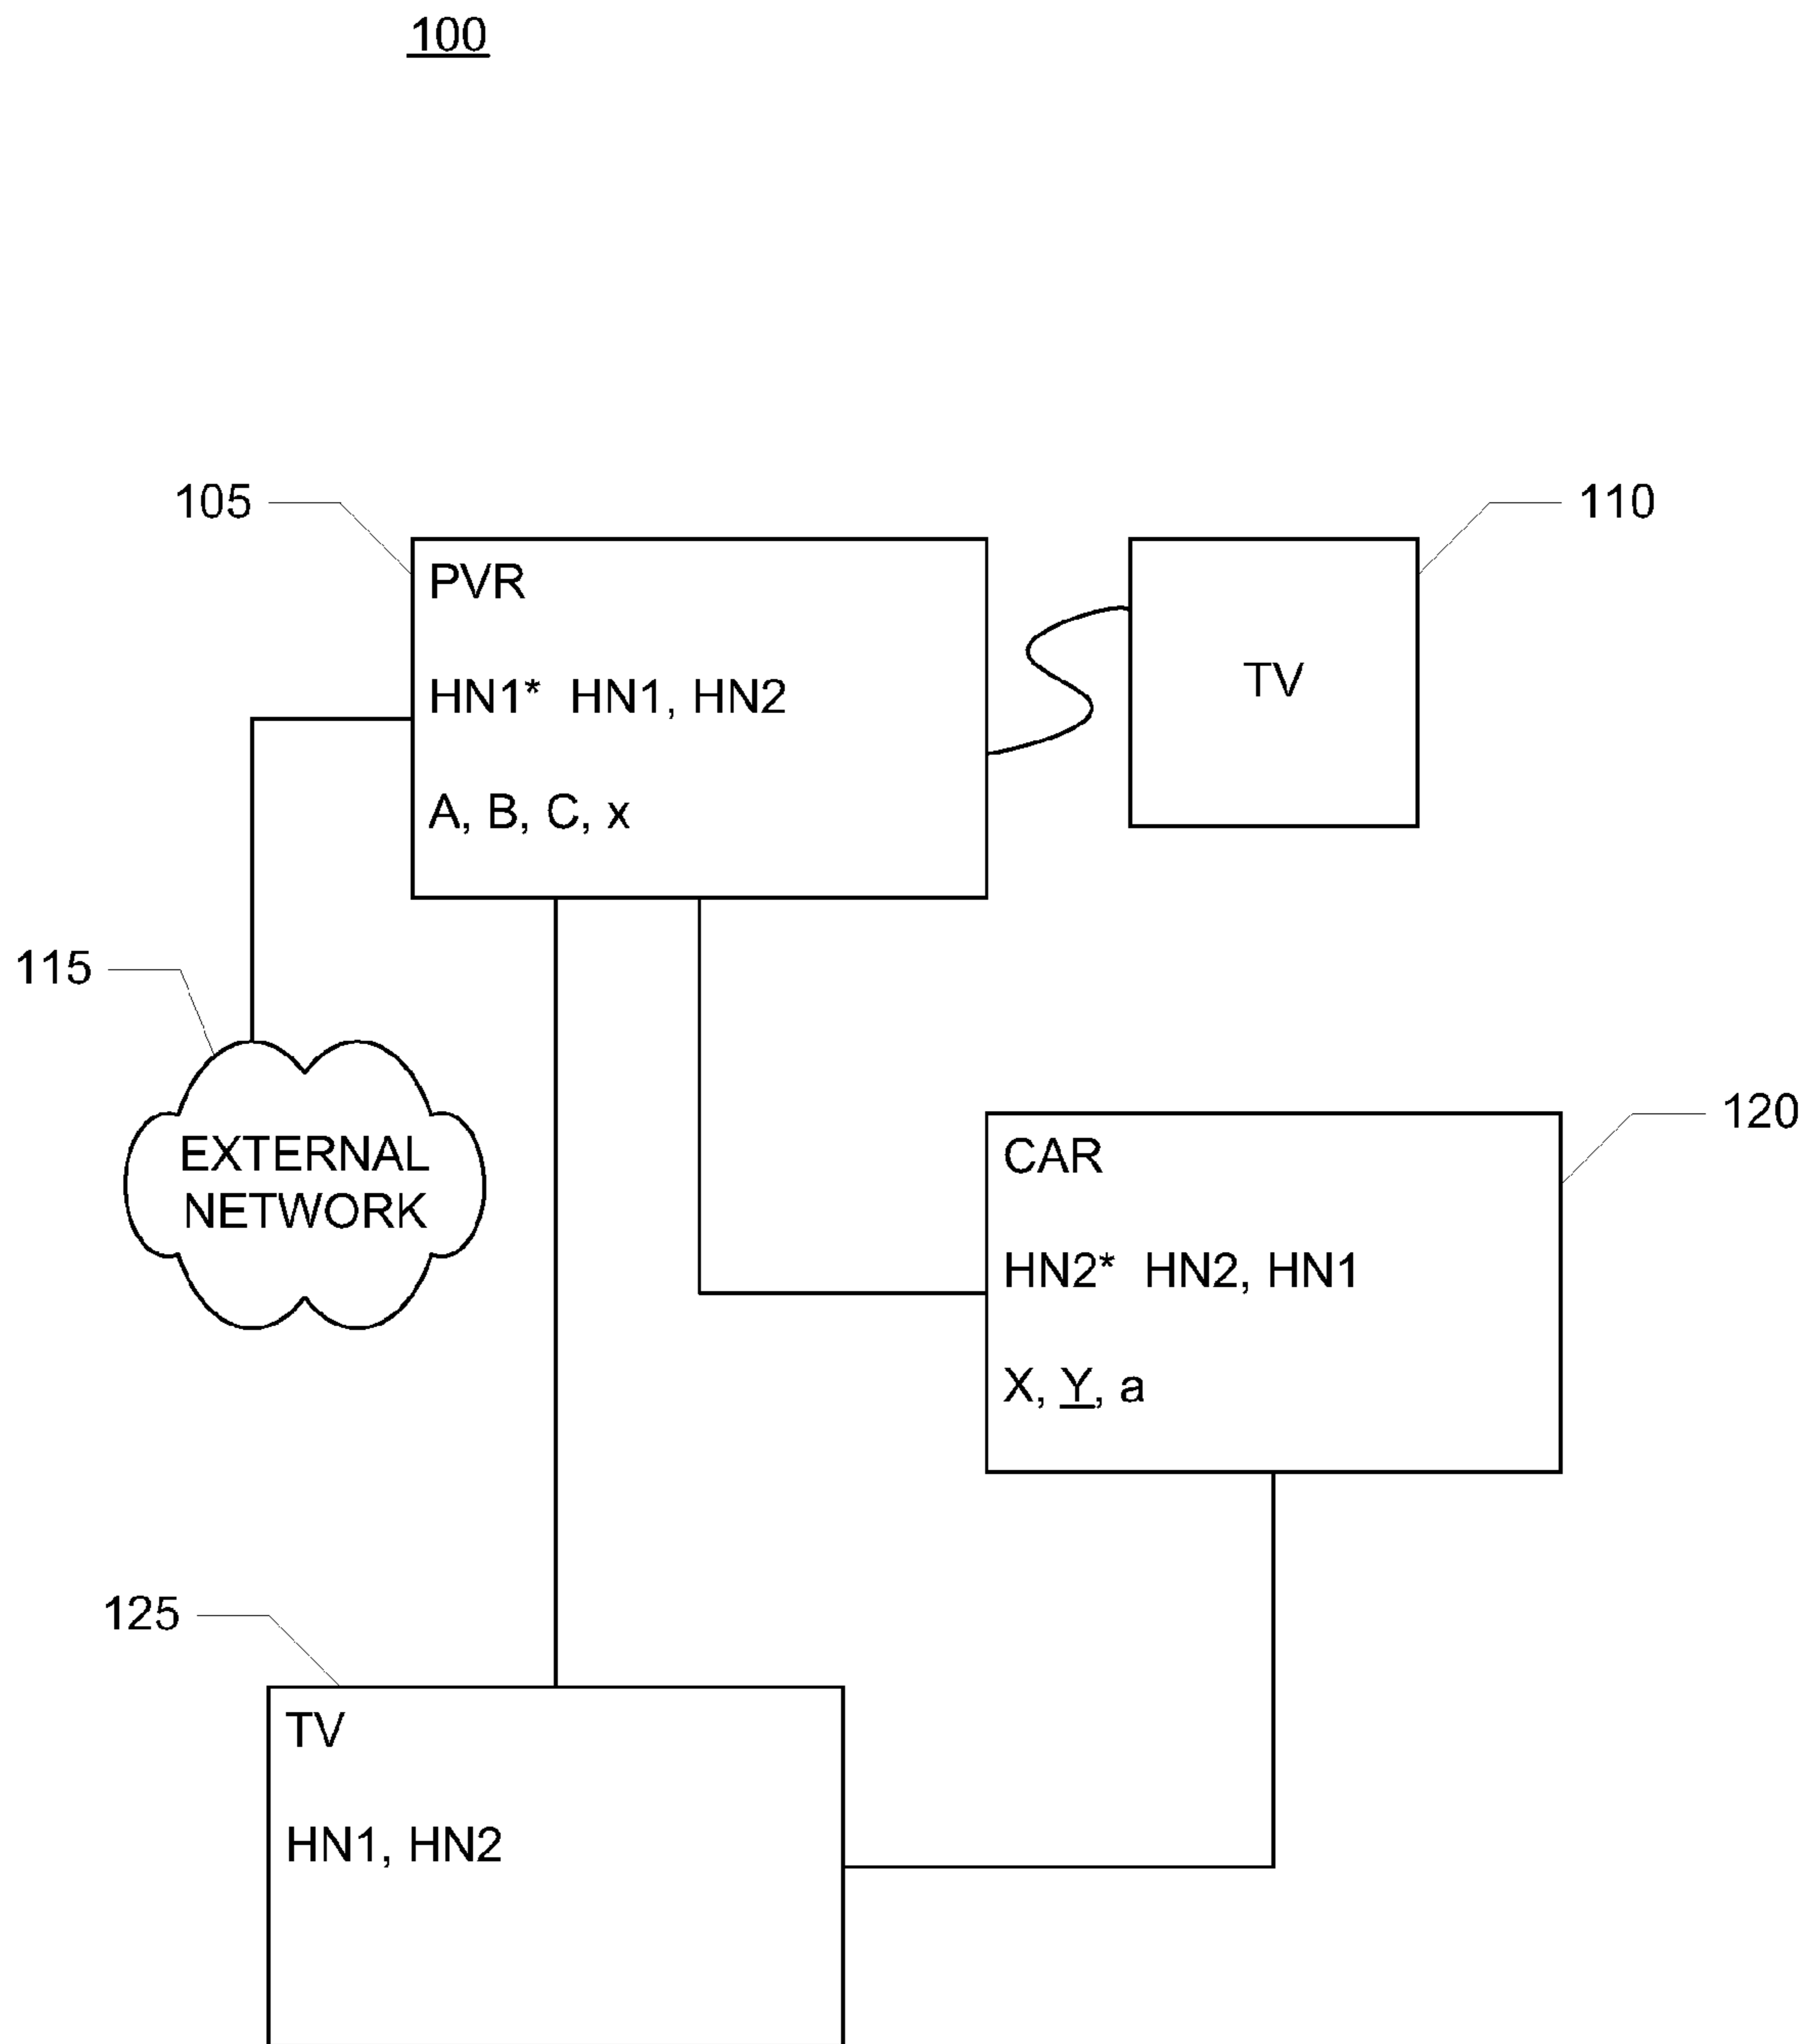 100
105
110
PVR
HN1* HN1, HN2
A, B, C, x
TV
115
EXTERNAL
NETWORK
120
CAR
HN2* HN2, HN1
X, Y, a
125
TV
HN1, HN2